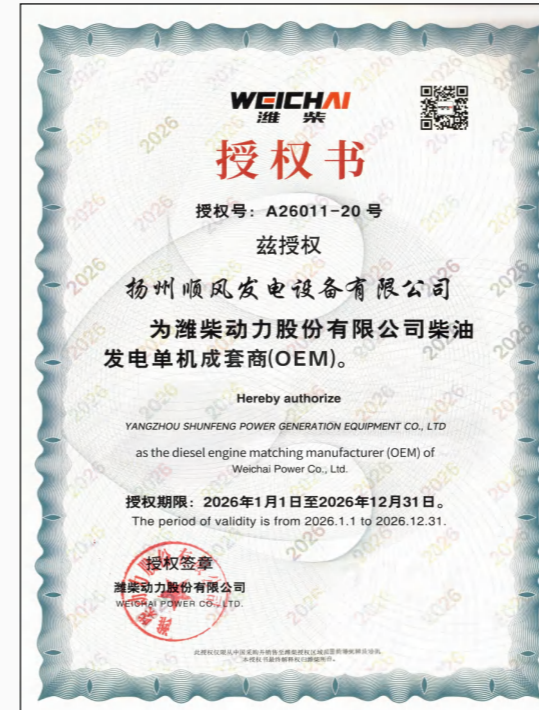 WEICHAI
潍柴
授权书
授权号：A26011-20 号
兹授权
扬州顺风发电设备有限公司
为潍柴动力股份有限公司柴油
发电单机成套商(OEM)。
Hereby authorize
YANGZHOU SHUNFENG POWER GENERATION EQUIPMENT CO., LTD
as the diesel engine matching manufacturer (OEM) of
Weichai Power Co., Ltd.
授权期限：2026年1月1日至2026年12月31日。
The period of validity is from 2026.1.1 to 2026.12.31.
授权签章
潍柴动力股份有限公司
WEICHAI POWER CO., LTD.